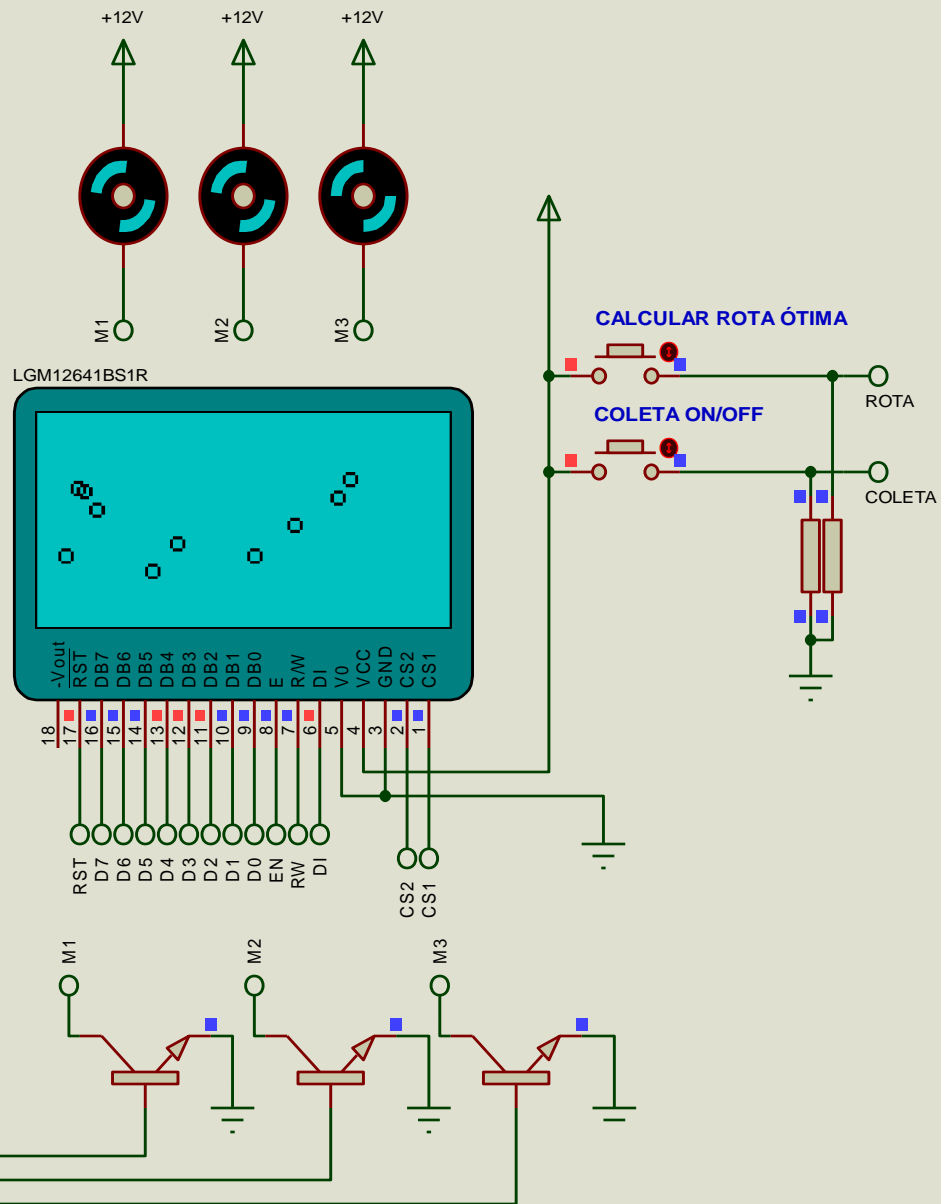 +12V +12V +12V
M1 M2 M3
CALCULAR ROTA ÓTIMA
LGM12641BS1R
ROTA
COLETA ON/OFF
COLETA
-Vout RST DB7 DB6 DB5 DB4 DB3 DB2 DB1 DB0 E R/W DI V0 VCC GND CS2 CS1
18 17 16 15 14 13 12 11 10 9 8 7 6 5 4 3 2 1
RST D7 D6 D5 D4 D3 D2 D1 D0 EN RW DI
CS2 CS1
M1 M2 M3